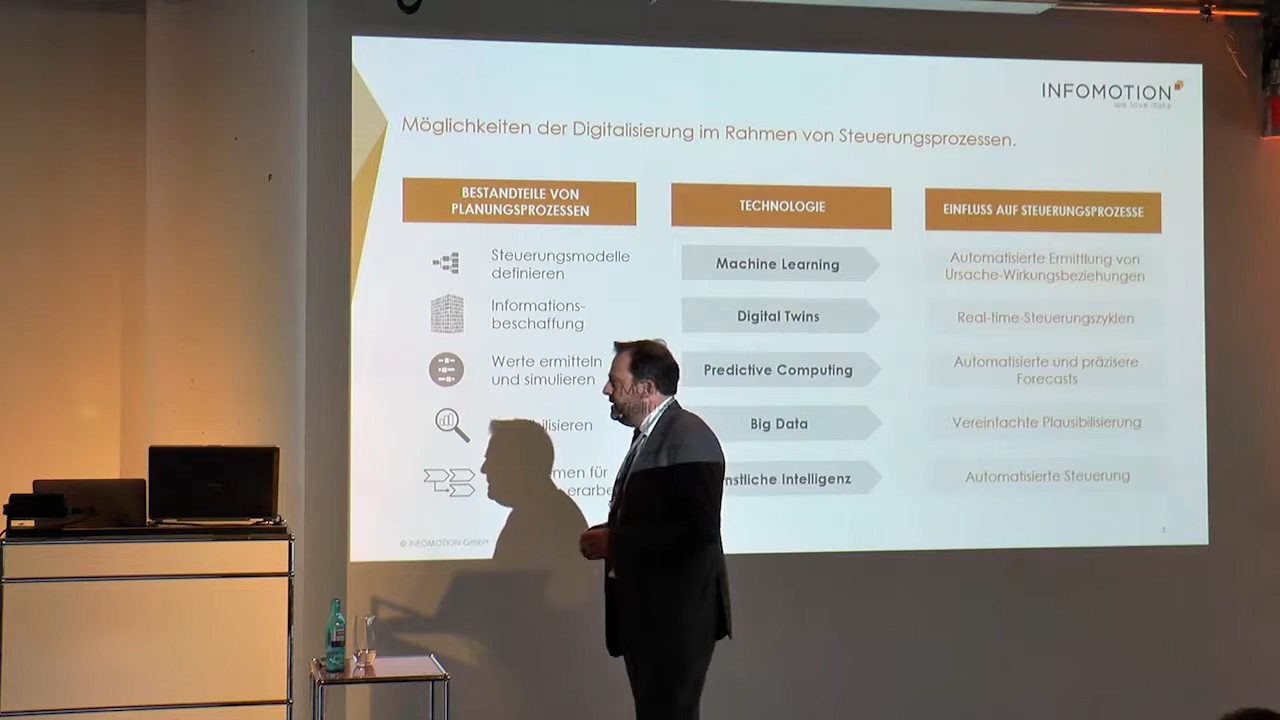 INFOMOTION
we love data
Möglichkeiten der Digitalisierung im Rahmen von Steuerungsprozessen.
BESTANDTEILE VON
PLANUNGSPROZESSEN
TECHNOLOGIE
EINFLUSS AUF STEUERUNGSPROZESSE
Steuerungsmodelle
definieren
Machine Learning
Automatisierte Ermittlung von
Ursache-Wirkungsbeziehungen
Informations-
beschaffung
Digital Twins
Real-time-Steuerungszyklen
Werte ermitteln
und simulieren
Predictive Computing
Automatisierte und präzisere
Forecasts
Big Data
Vereinfachte Plausibilisierung
für
Intelligenz
Automatisierte Steuerung
© INFOMOTION GmbH